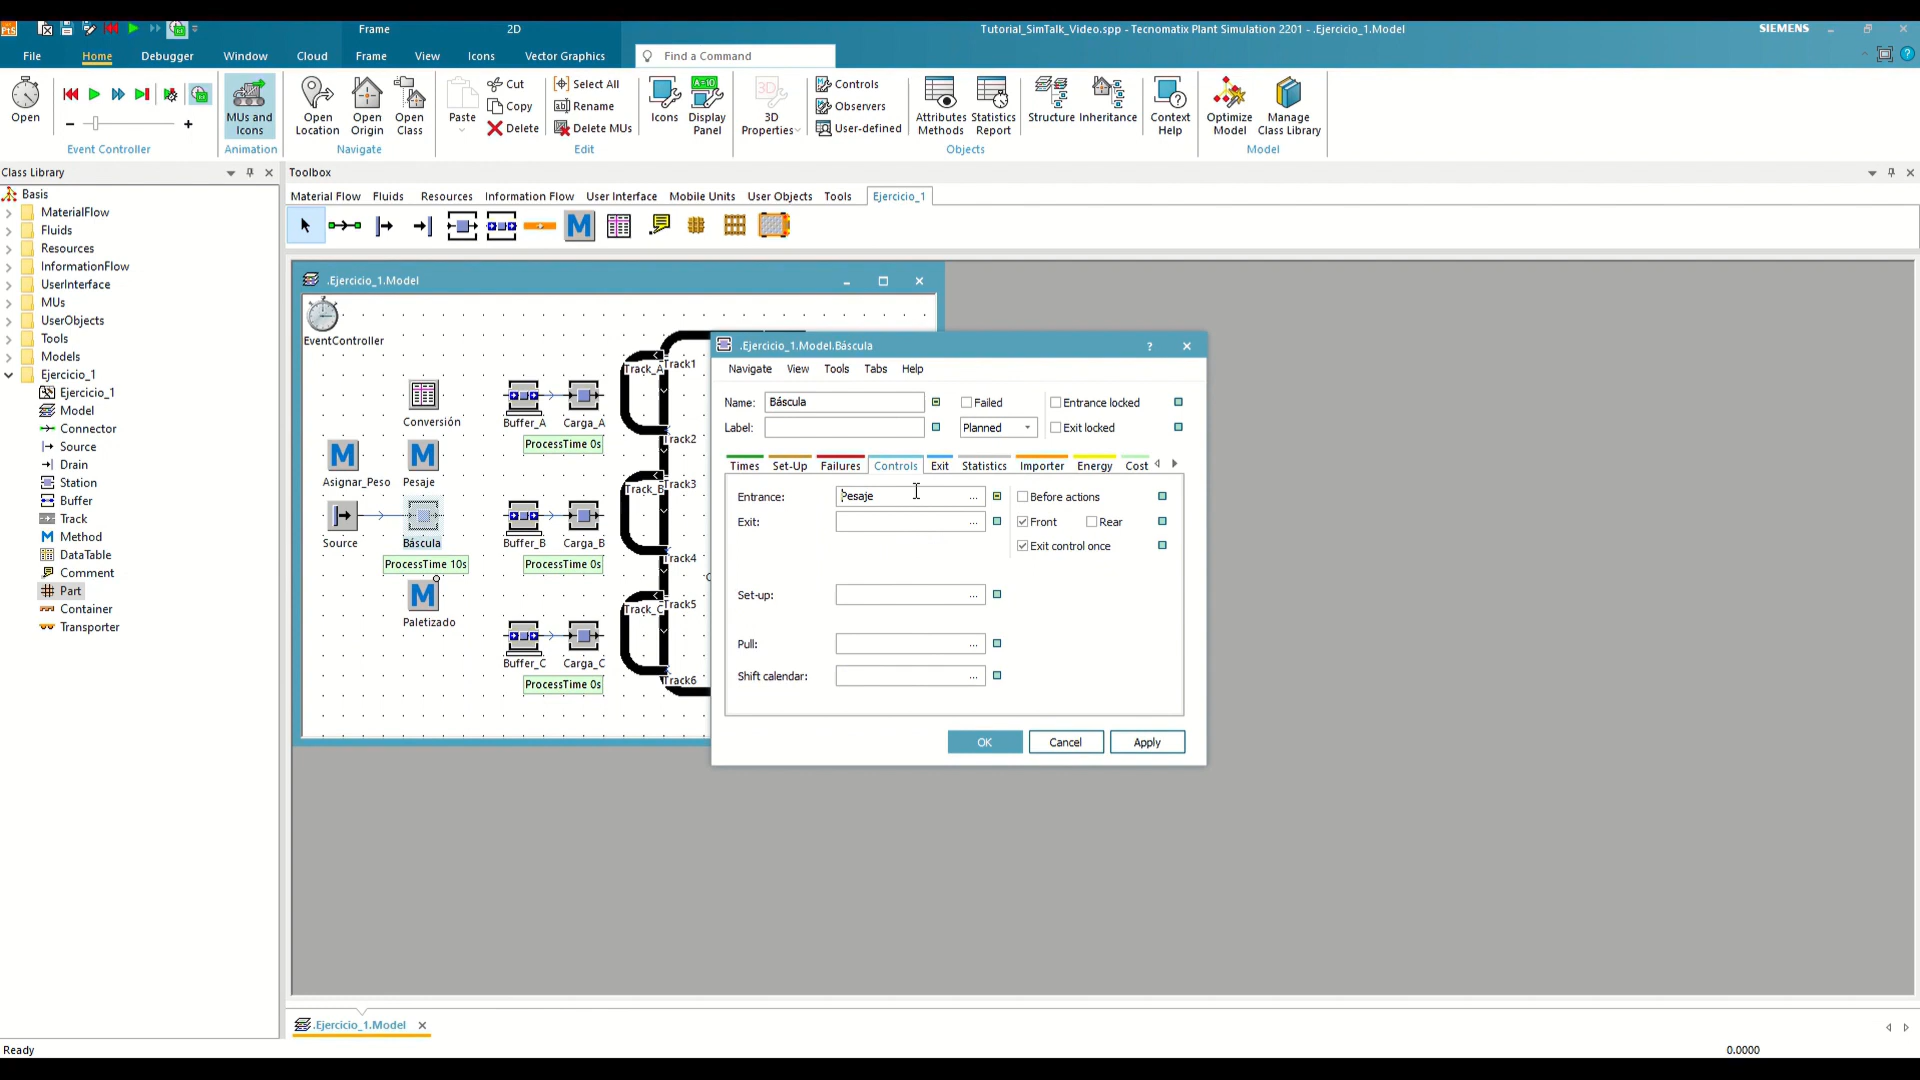 Frame
2D
Tutorial_SimTalk_Video.spp - Tecnomatix Plant Simulation 2201 - .Ejercicio_1.Model
SIEMENS
File
Home
Debugger
Window
Cloud
Frame
View
Icons
Vector Graphics
Find a Command
Open
Event Controller
MUs and
Icons
Animation
Open
Location
Open
Origin
Open
Class
Navigate
Paste
Cut
Copy
Delete
Select All
Rename
Delete MUs
Edit
Icons
Display
Panel
3D
Properties
Controls
Observers
User-defined
Attributes
Methods
Statistics
Report
Structure
Inheritance
Context
Help
Objects
Optimize
Model
Manage
Class Library
Model
Class Library
Toolbox
Material Flow
Fluids
Resources
Information Flow
User Interface
Mobile Units
User Objects
Tools
Ejercicio_1
Basis
MaterialFlow
Fluids
Resources
InformationFlow
UserInterface
MUs
UserObjects
Tools
Models
Ejercicio_1
Ejercicio_1
Model
Connector
Source
Drain
Station
Buffer
Track
Method
DataTable
Comment
Part
Container
Transporter
.Ejercicio_1.Model
EventController
Conversión
Asignar_Peso
Pesaje
Source
Báscula
ProcessTime 10s
Paletizado
Buffer_A
Carga_A
ProcessTime 0s
Buffer_B
Carga_B
ProcessTime 0s
Buffer_C
Carga_C
ProcessTime 0s
Track_A
Track1
Track2
Track_B
Track3
Track4
Track_C
Track5
Track6
.Ejercicio_1.Model.Báscula
Navigate
View
Tools
Tabs
Help
Name:
Báscula
Failed
Entrance locked
Label:
Planned
Exit locked
Times
Set-Up
Failures
Controls
Exit
Statistics
Importer
Energy
Cost
Entrance:
Pesaje
...
Before actions
Exit:
...
Front
Rear
Exit control once
Set-up:
...
Pull:
...
Shift calendar:
...
OK
Cancel
Apply
.Ejercicio_1.Model
Ready
0.0000